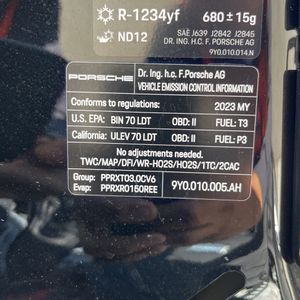 R-1234yf 680 ± 15g
ND12
SAE J639 J2842 J2845
DR. ING. H.C. F. PORSCHE AG
9Y0.010.014.N
PORSCHE
Dr. Ing. h.c. F.Porsche AG
VEHICLE EMISSION CONTROL INFORMATION
Conforms to regulations: 2023 MY
U.S. EPA: BIN 70 LDT OBD: II FUEL: T3
California: ULEV 70 LDT OBD: II FUEL: P3
No adjustments needed.
TWC/MAP/DFI/WR-HO2S/HO2S/1TC/2CAC
Group: PPRXT03.0CV6
Evap: PPRXR0150REE
9Y0.010.005.AH